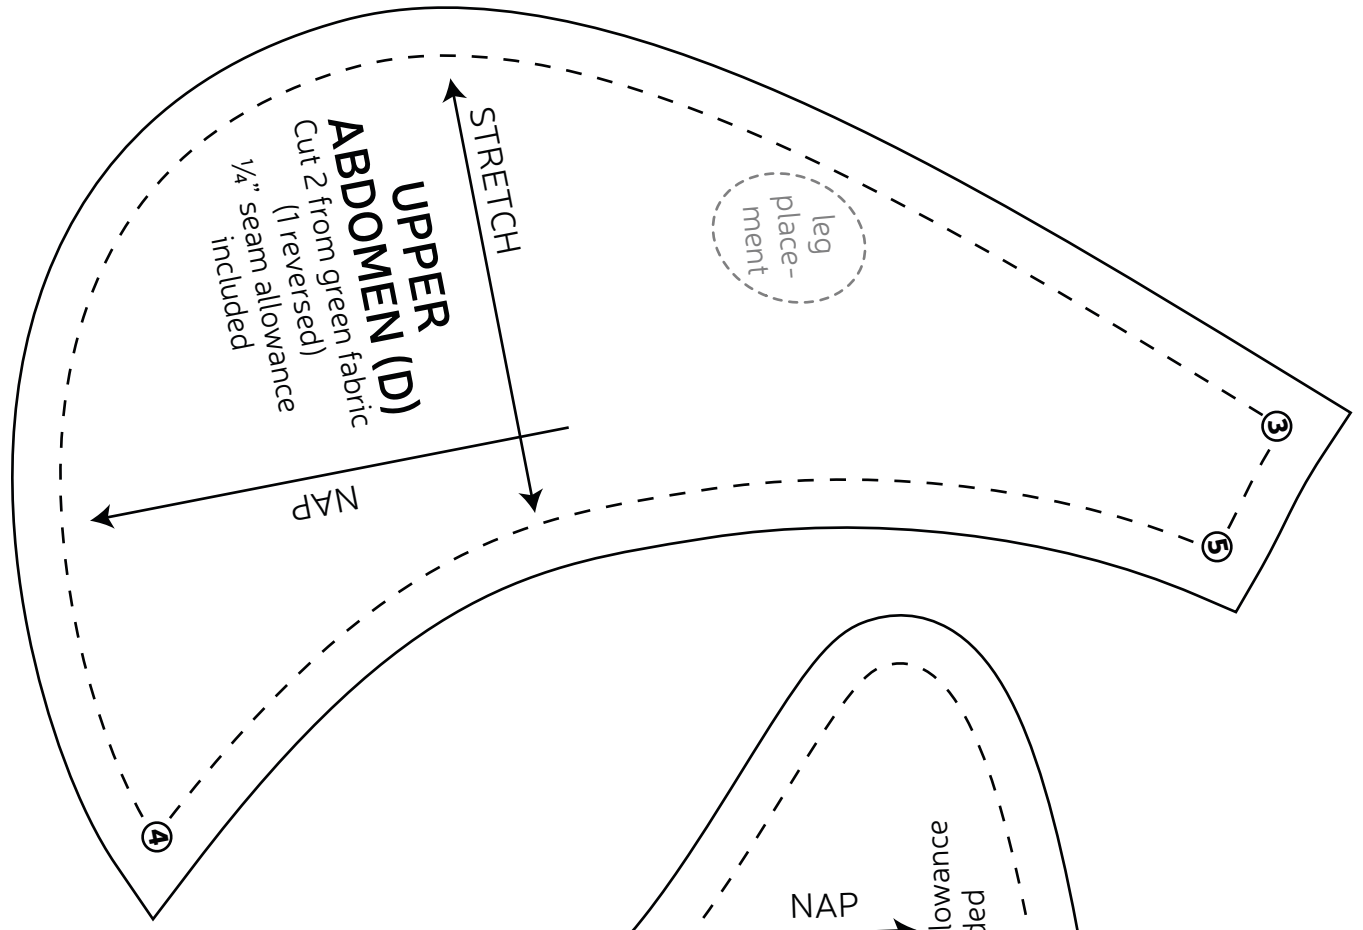 UPPER
ABDOMEN (D)
Cut 2 from green fabric
(1 reversed)
¼” seam allowance
included
STRETCH
NAP
leg
place-
ment
3
5
4
NAP